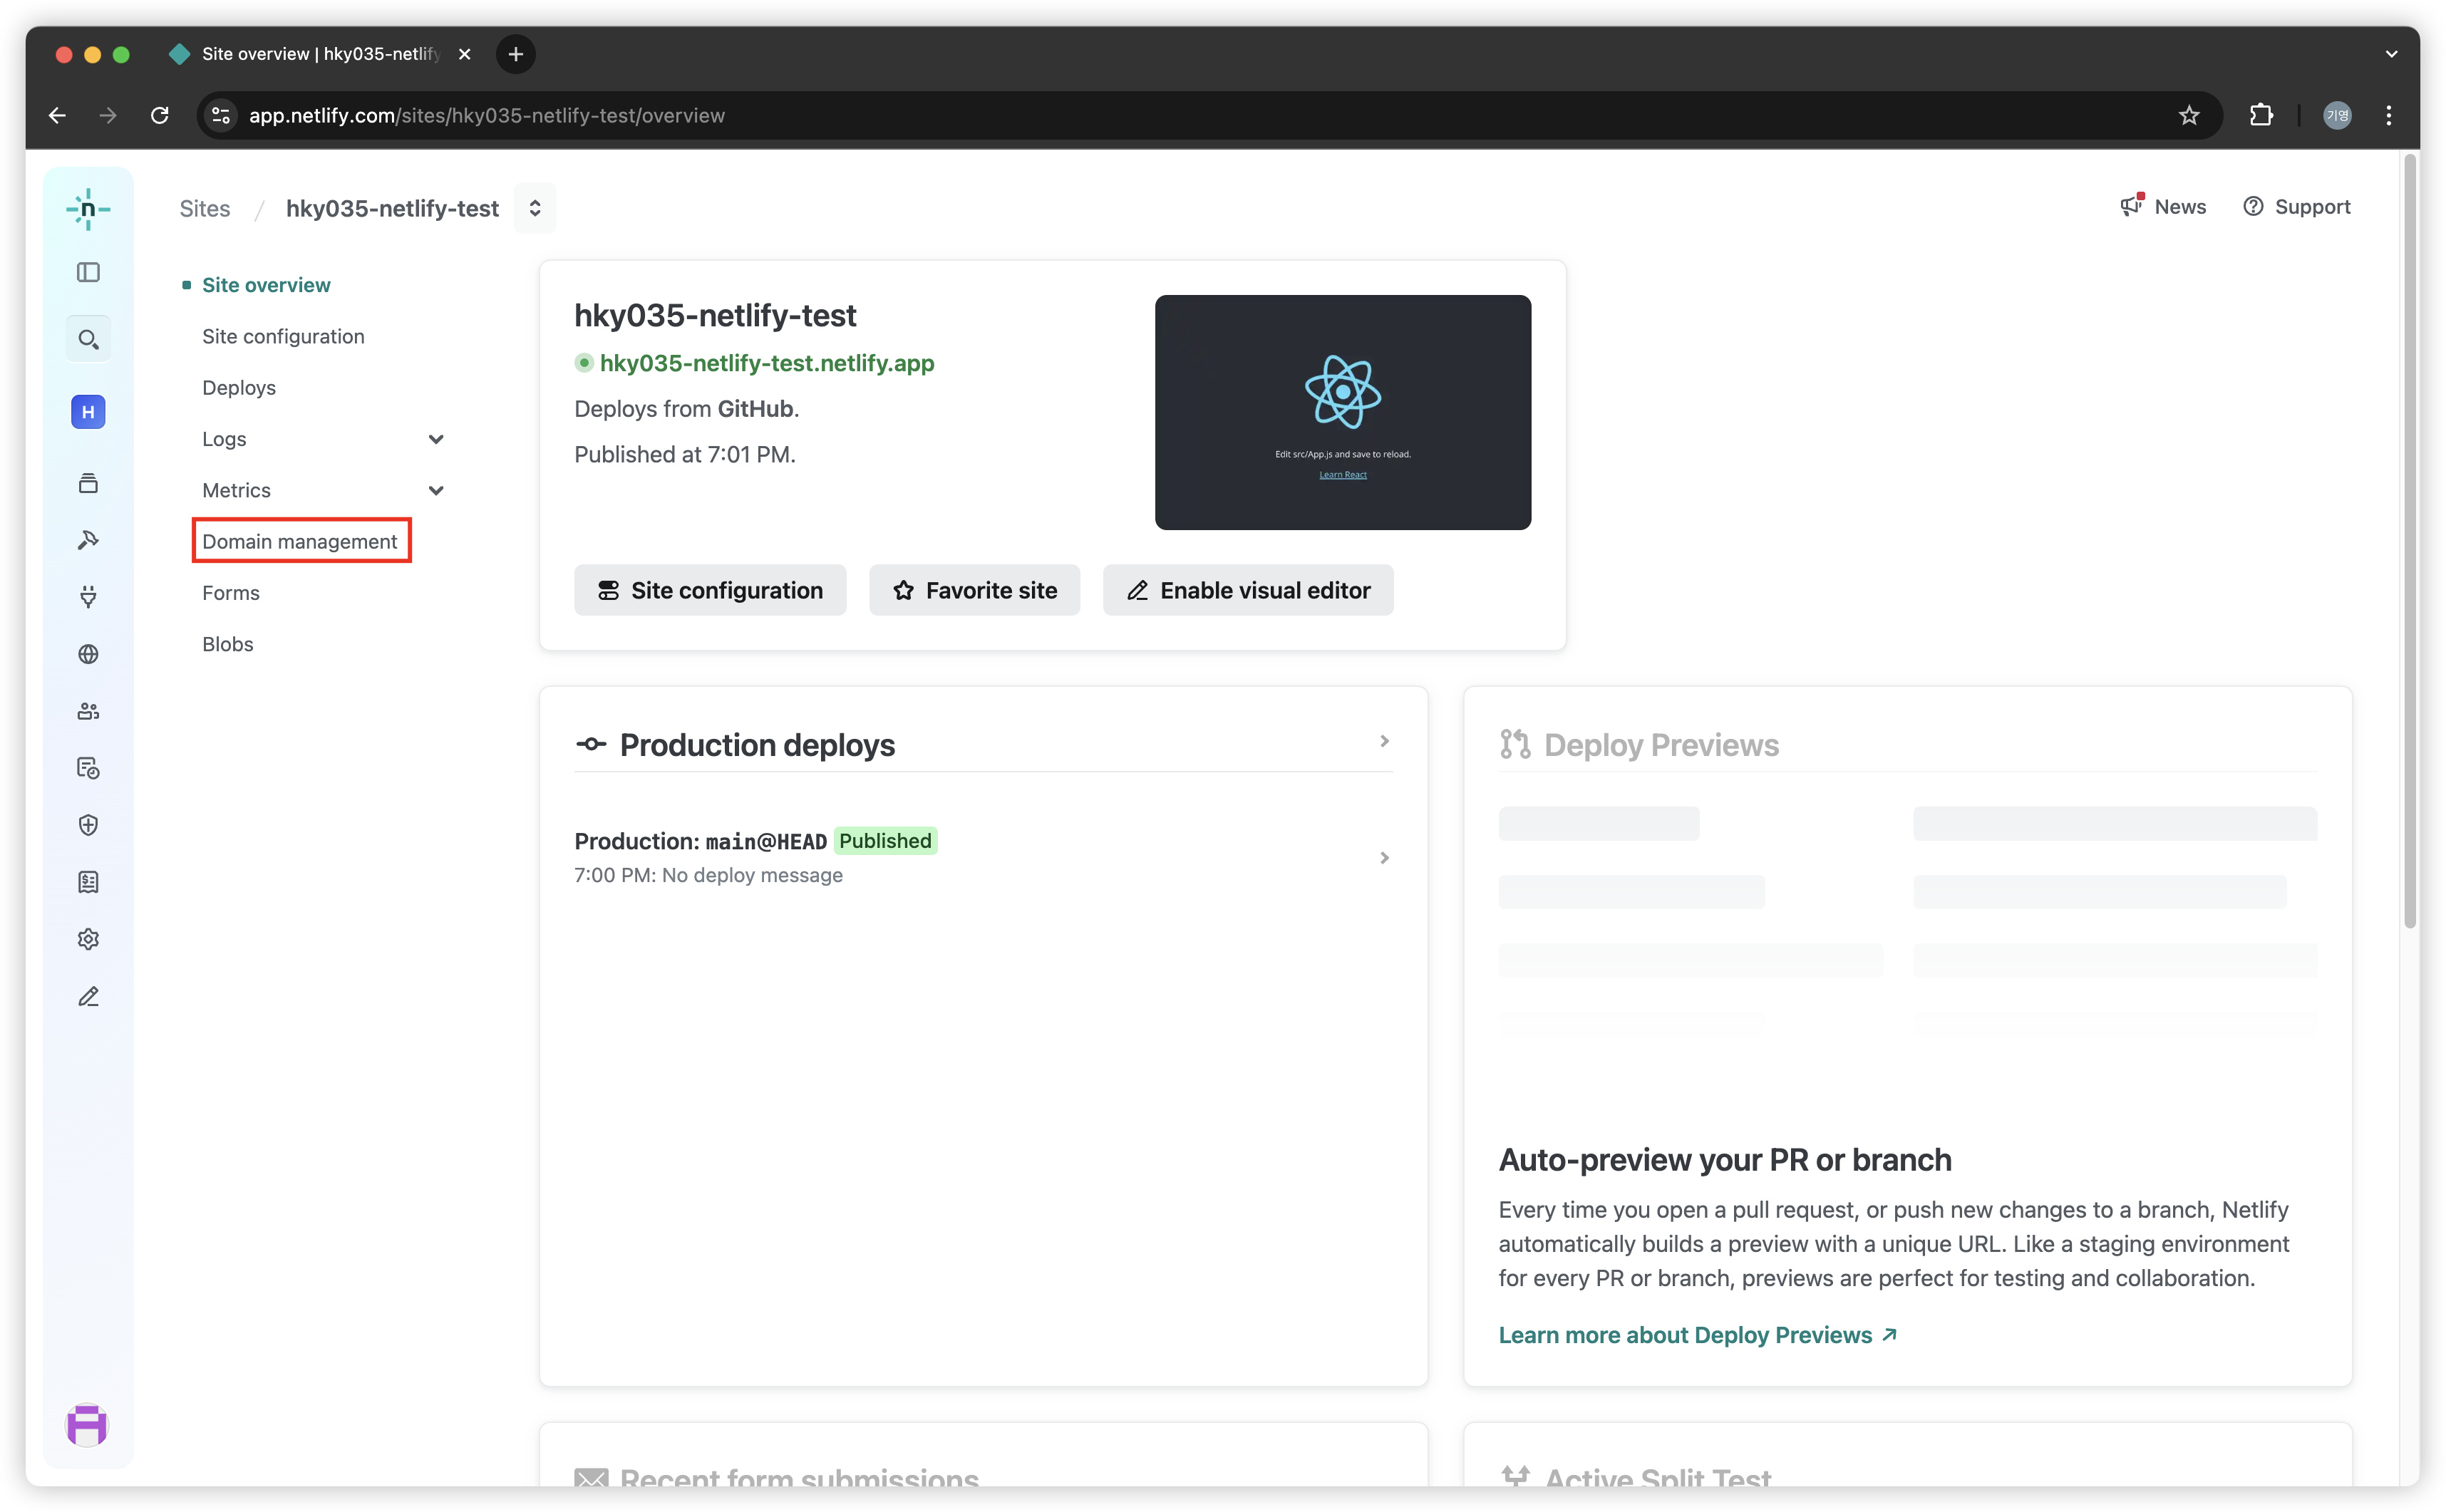 Site overview | hky035-netlify
app.netlify.com/sites/hky035-netlify-test/overview
기영
n
Sites / hky035-netlify-test
News
Support
H
Site overview
Site configuration
Deploys
Logs
Metrics
Domain management
Forms
Blobs
hky035-netlify-test
hky035-netlify-test.netlify.app
Deploys from GitHub.
Published at 7:01 PM.
Edit src/App.js and save to reload.
Learn React
Site configuration
Favorite site
Enable visual editor
Production deploys
Production: main@HEAD Published
7:00 PM: No deploy message
Deploy Previews
Auto-preview your PR or branch
Every time you open a pull request, or push new changes to a branch, Netlify
automatically builds a preview with a unique URL. Like a staging environment
for every PR or branch, previews are perfect for testing and collaboration.
Learn more about Deploy Previews
Recent form submissions
Active Split Test